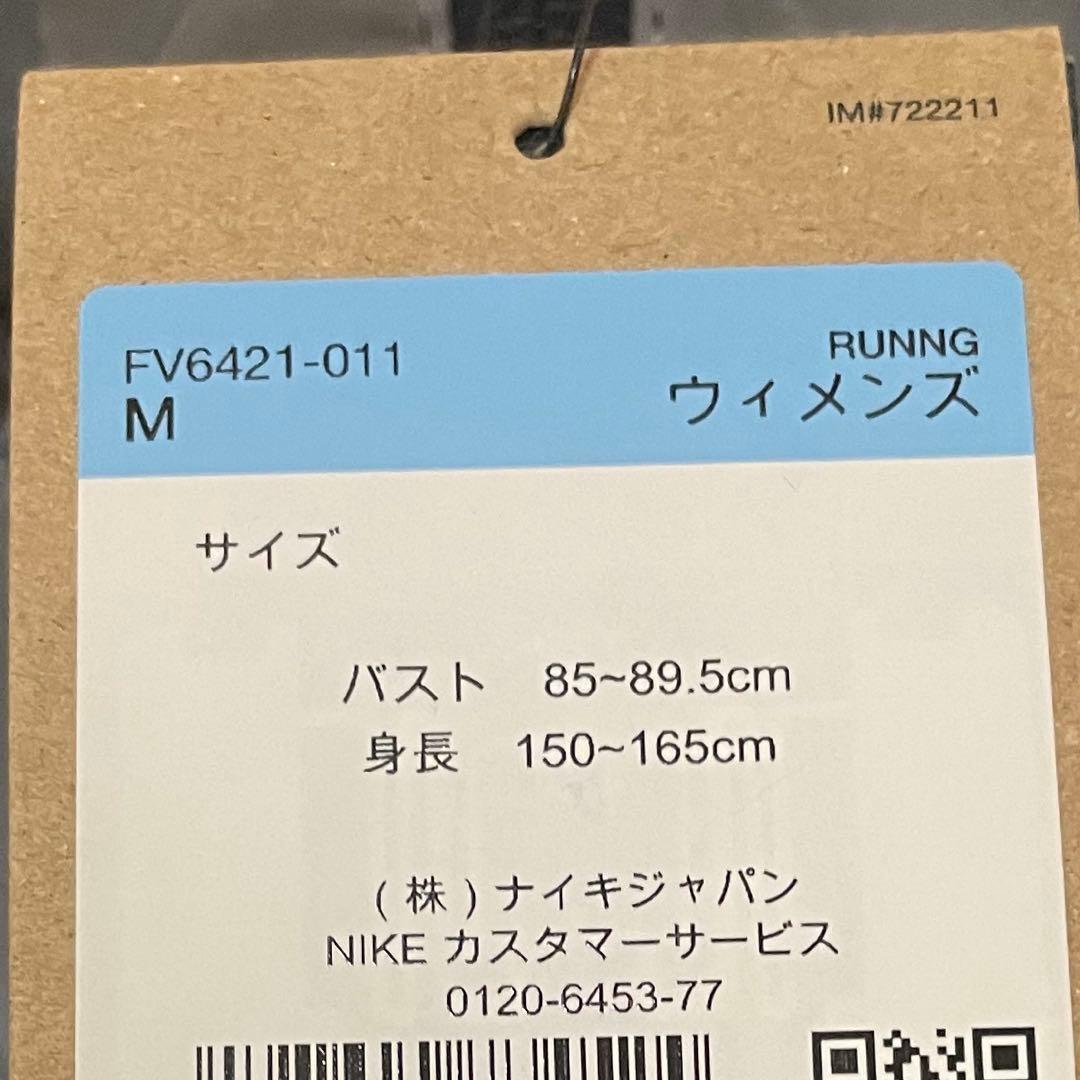 IM#722211
FV6421-011
RUNNG
M
ウィメンズ
サイズ
バスト 85~89.5cm
身長 150~165cm
(株)ナイキジャパン
NIKE カスタマーサービス
0120-6453-77